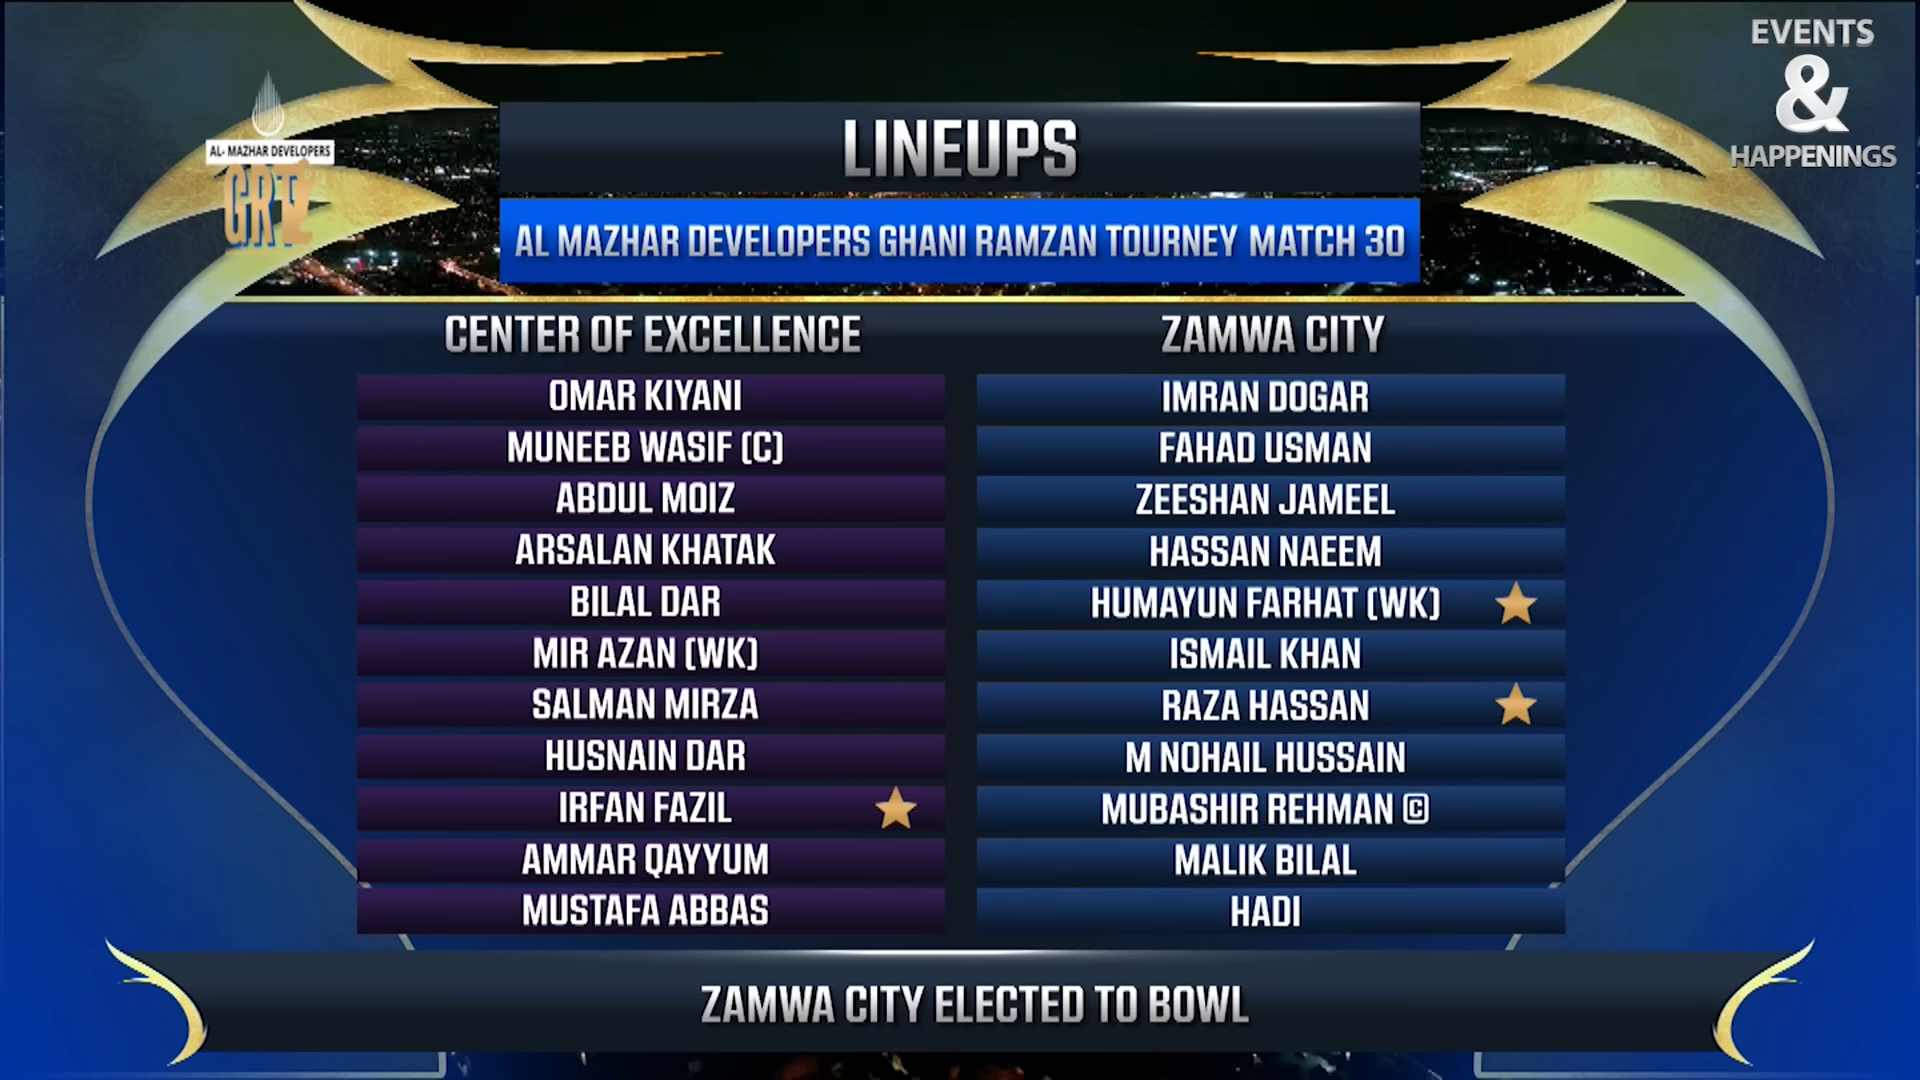 EVENTS
&
HAPPENINGS
AL- MAZHAR DEVELOPERS
LINEUPS
AL MAZHAR DEVELOPERS GHANI RAMZAN TOURNEY MATCH 30
CENTER OF EXCELLENCE
OMAR KIYANI
MUNEEB WASIF (C)
ABDUL MOIZ
ARSALAN KHATAK
BILAL DAR
MIR AZAN (WK)
SALMAN MIRZA
HUSNAIN DAR
IRFAN FAZIL
AMMAR QAYYUM
MUSTAFA ABBAS
ZAMWA CITY
IMRAN DOGAR
FAHAD USMAN
ZEESHAN JAMEEL
HASSAN NAEEM
HUMAYUN FARHAT (WK)
ISMAIL KHAN
RAZA HASSAN
M NOHAIL HUSSAIN
MUBASHIR REHMAN ©
MALIK BILAL
HADI
ZAMWA CITY ELECTED TO BOWL